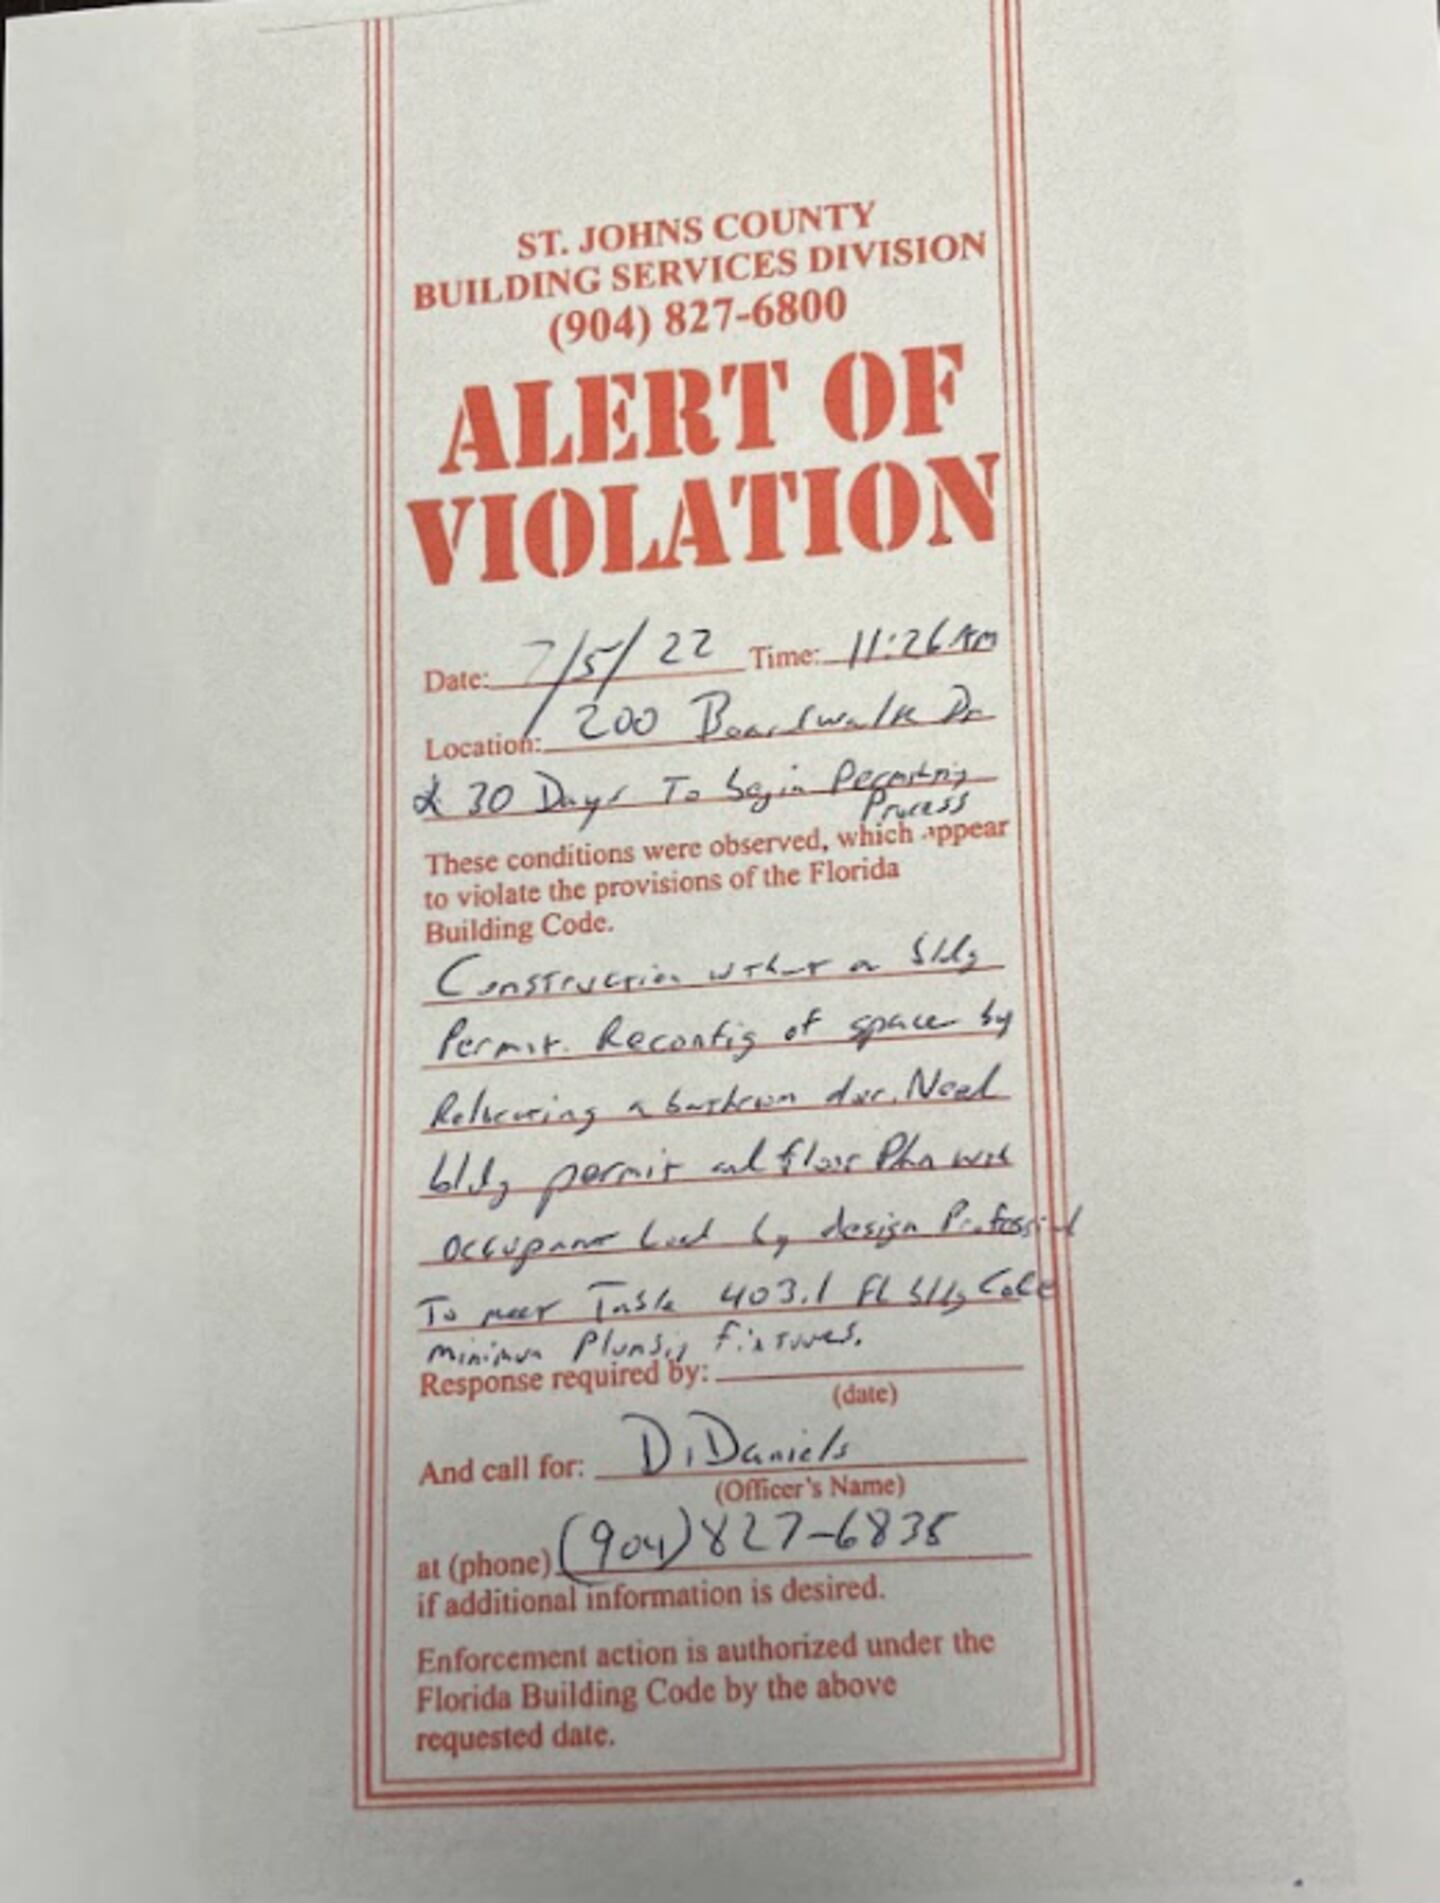 ST. JOHNS COUNTY
BUILDING SERVICES DIVISION
(904) 827-6800
ALERT OF
VIOLATION
Date: 7/5/22 Time: 11:26 AM
Location: 200 Boardwalk Dr
30 Days To begin Permitting
Process
These conditions were observed, which appear
to violate the provisions of the Florida
Building Code.
Construction without a bldg
Permit. Reconfig of space by
Relocating a bathroom door. Need
bldg permit and floor Plan with
occupant load by design Professional
To meet Table 403.1 FL bldg Code
minimum Plumbing fixtures.
Response required by:
(date)
And call for: D. Daniels
(Officer's Name)
at (phone) (904) 827-6835
if additional information is desired.
Enforcement action is authorized under the
Florida Building Code by the above
requested date.